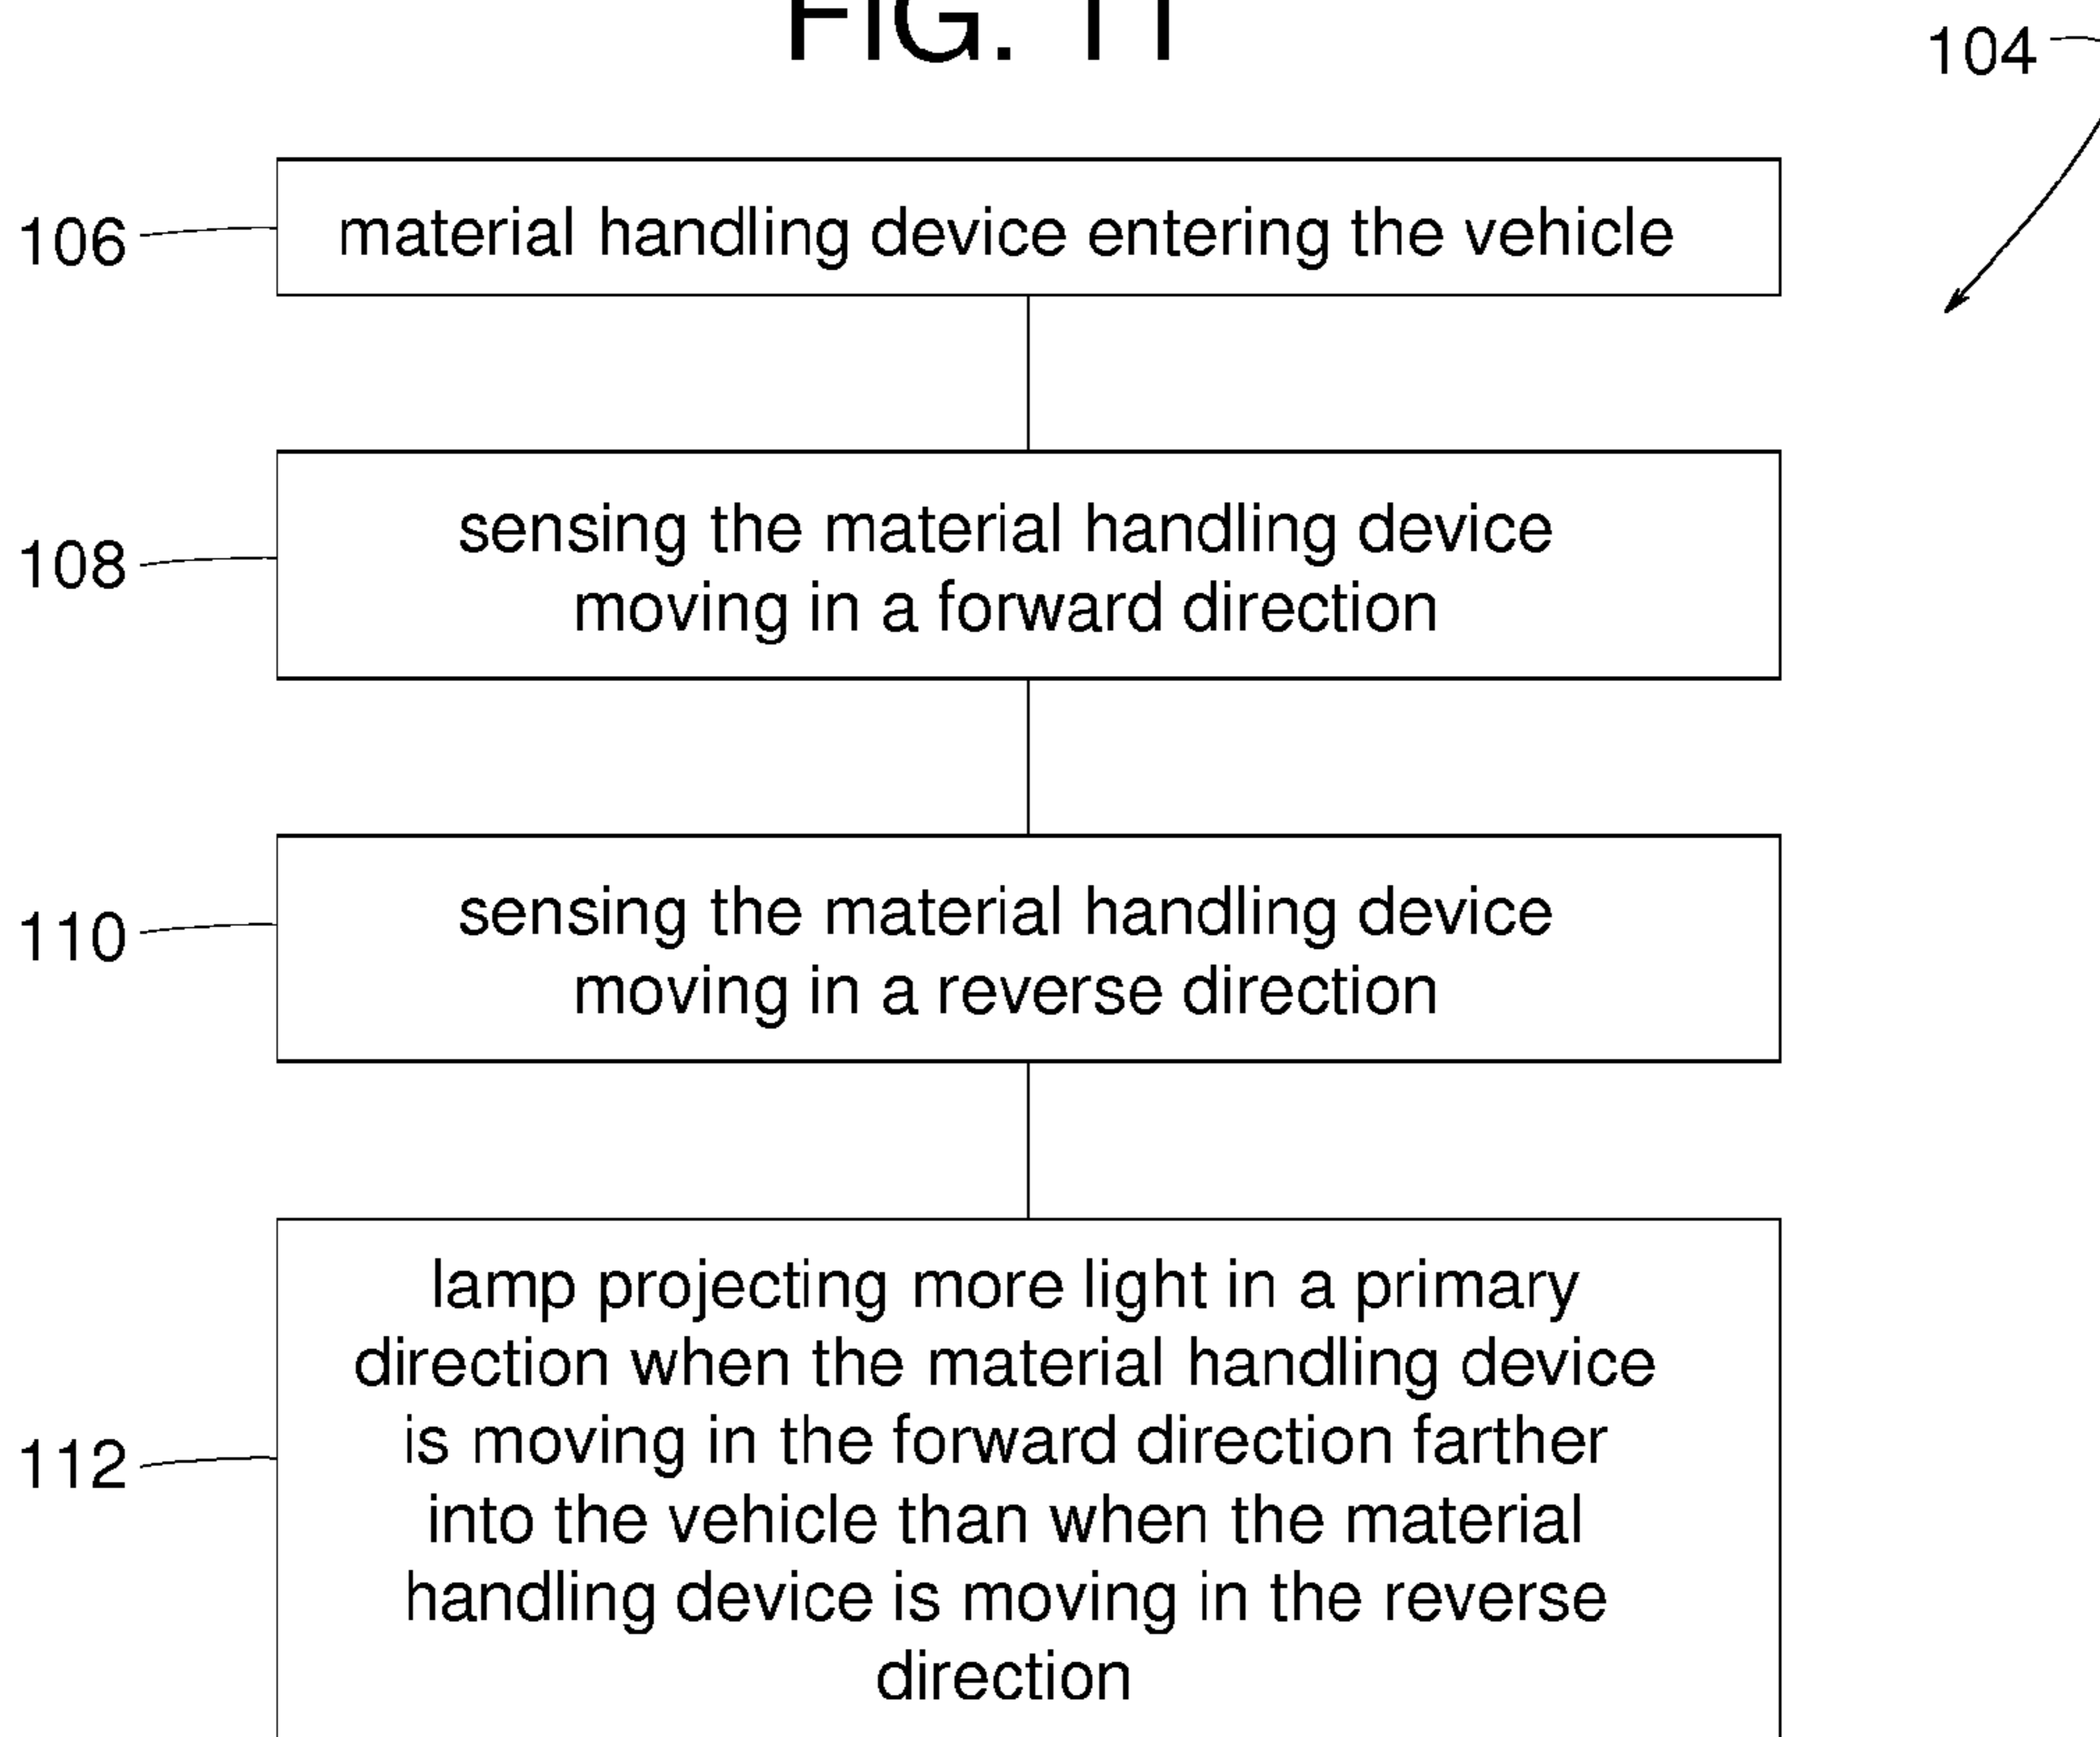 FIG. 11
104
106
material handling device entering the vehicle
108
sensing the material handling device
moving in a forward direction
110
sensing the material handling device
moving in a reverse direction
112
lamp projecting more light in a primary
direction when the material handling device
is moving in the forward direction farther
into the vehicle than when the material
handling device is moving in the reverse
direction